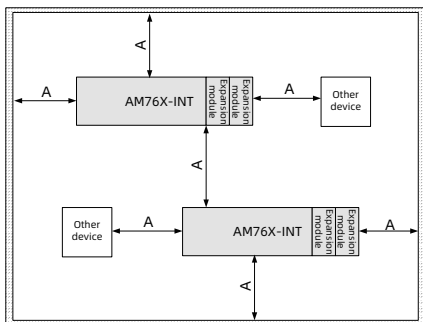 A
A
AM76X-INT
Expansion
module
Expansion
module
A
Other
device
A
Other
device
A
AM76X-INT
Expansion
module
Expansion
module
A
A